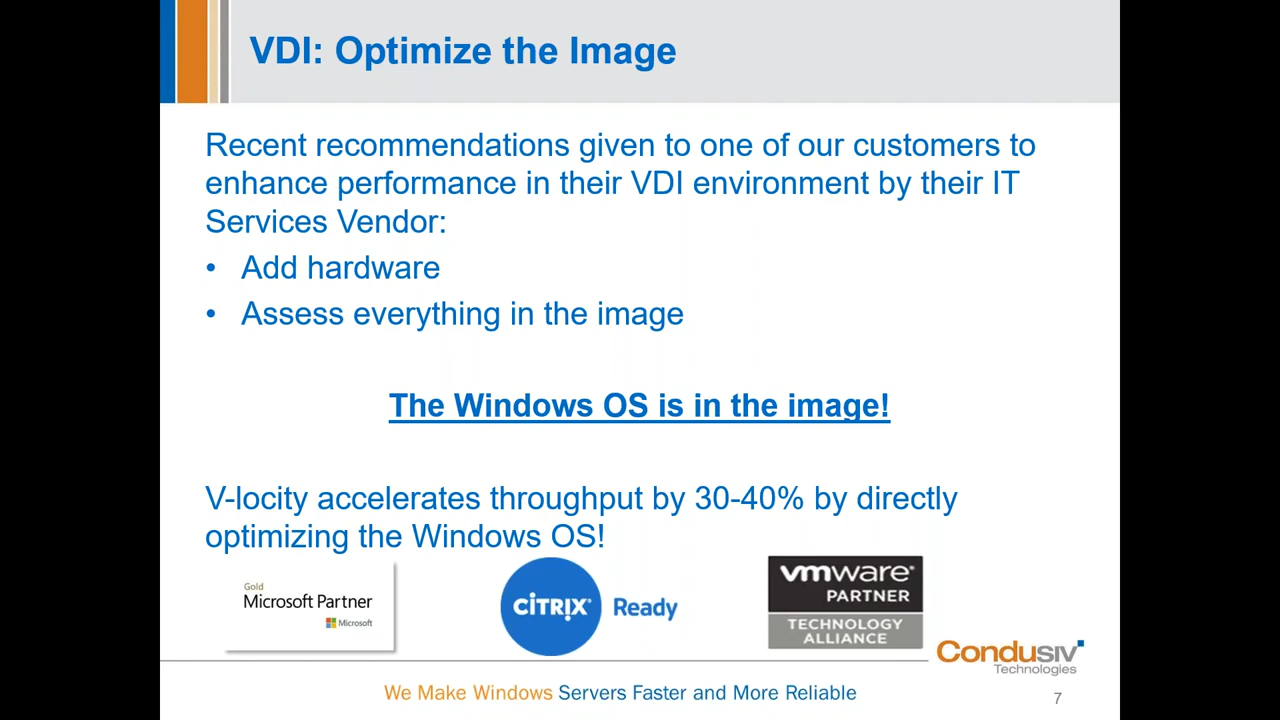 VDI: Optimize the Image
Recent recommendations given to one of our customers to
enhance performance in their VDI environment by their IT
Services Vendor:
• Add hardware
• Assess everything in the image
The Windows OS is in the image!
V-locity accelerates throughput by 30-40% by directly
optimizing the Windows OS!
Gold
Microsoft Partner
Microsoft
CİTRIX® Ready
vmware®
PARTNER
TECHNOLOGY
ALLIANCE
Condusiv
Technologies
We Make Windows Servers Faster and More Reliable
7